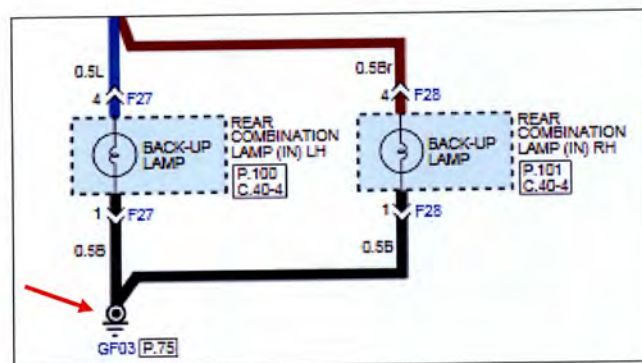 0.5L
0.5Br
4
F27
4
F28
BACK-UP
LAMP
REAR
COMBINATION
LAMP (IN) LH
P.100
C.40-4
BACK-UP
LAMP
REAR
COMBINATION
LAMP (IN) RH
P.101
C.40-4
1
F27
1
F28
0.5B
0.5B
GF03
P.75